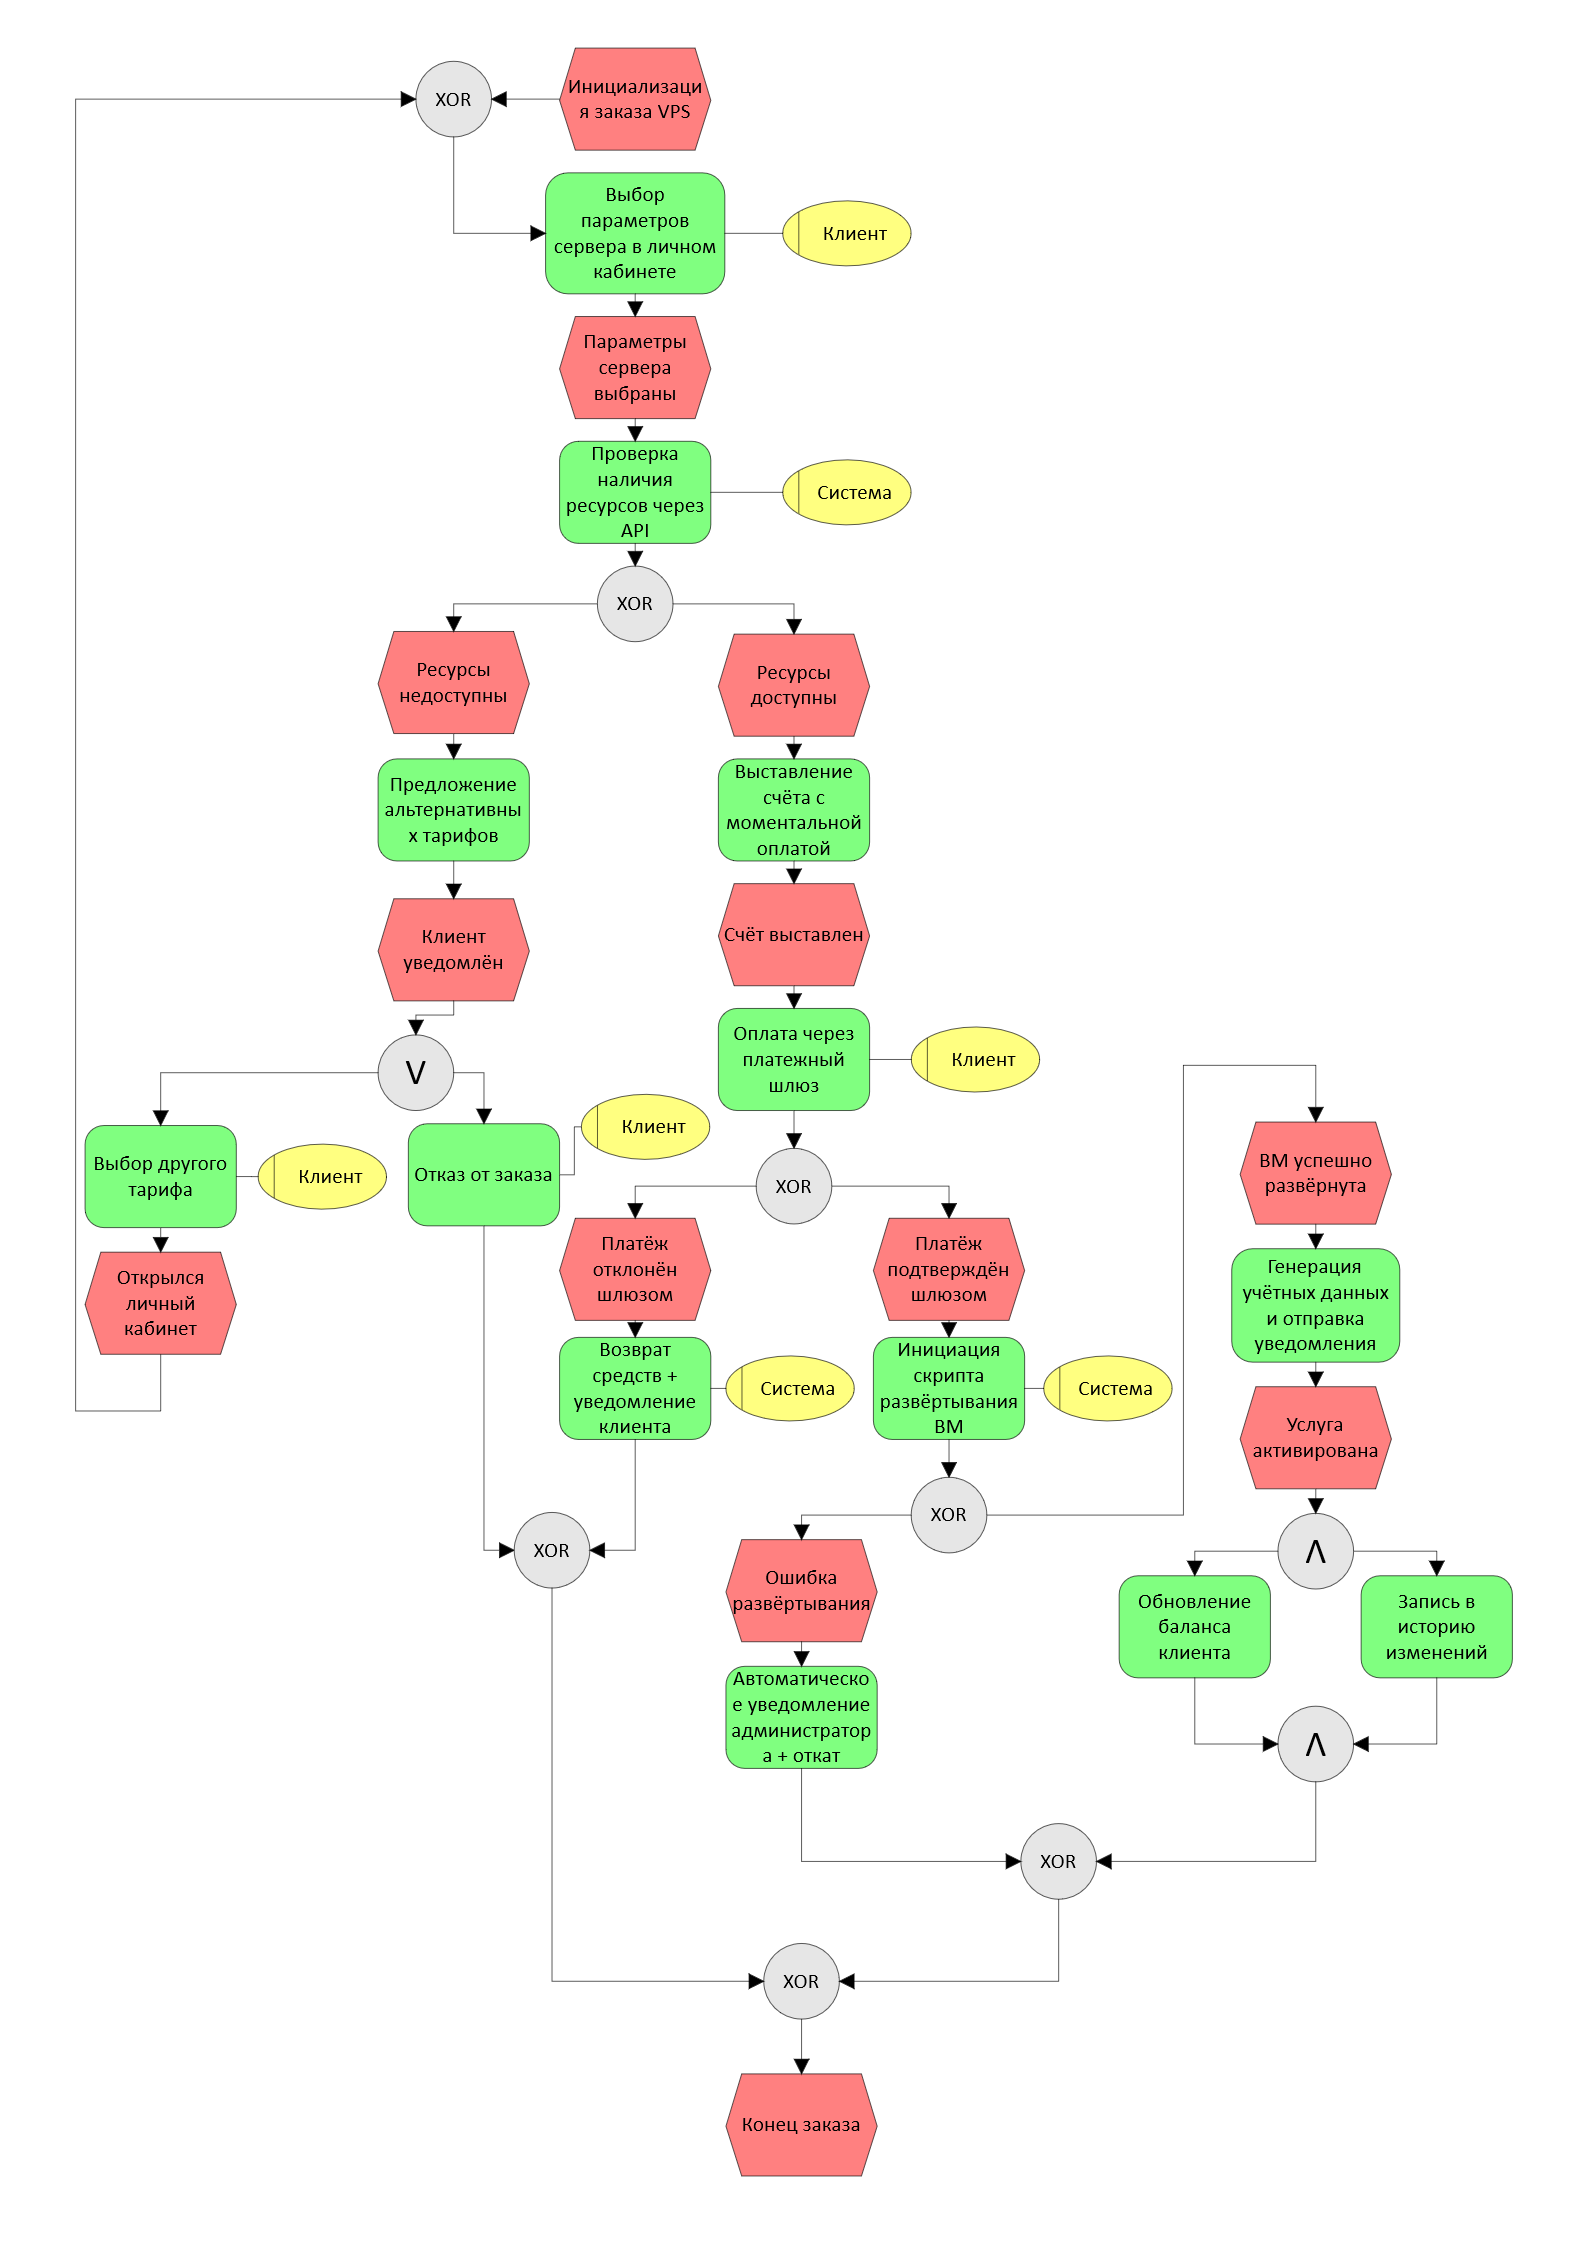 XOR
Инициализаци
я заказа VPS
Выбор
параметров
сервера в личном
кабинете
Клиент
Параметры
сервера
выбраны
Проверка
наличия
ресурсов через
API
Система
XOR
Ресурсы
недоступны
Ресурсы
доступны
Предложение
альтернативны
х тарифов
Выставление
счёта с
моментальной
оплатой
Клиент
уведомлён
Счёт выставлен
V
Оплата через
платежный
шлюз
Клиент
Выбор другого
тарифа
Клиент
Отказ от заказа
Клиент
XOR
ВМ успешно
развёрнута
Открылся
личный
кабинет
Платёж
отклонён
шлюзом
Платёж
подтверждён
шлюзом
Генерация
учётных данных
и отправка
уведомления
Возврат
средств +
уведомление
клиента
Система
Инициация
скрипта
развёртывания
ВМ
Система
Услуга
активирована
XOR
XOR
Λ
Ошибка
развёртывания
Обновление
баланса
клиента
Запись в
историю
изменений
Автоматическо
е уведомление
администратор
а + откат
Λ
XOR
XOR
Конец заказа